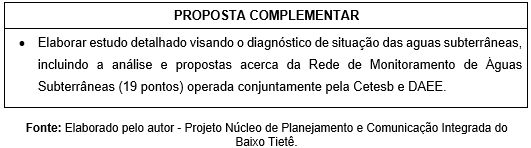 PROPOSTA COMPLEMENTAR
• Elaborar estudo detalhado visando o diagnóstico de situação das aguas subterrâneas,
incluindo a análise e propostas acerca da Rede de Monitoramento de Águas
Subterrâneas (19 pontos) operada conjuntamente pela Cetesb e DAEE.
Fonte: Elaborado pelo autor - Projeto Núcleo de Planejamento e Comunicação Integrada do
Baixo Tietê.